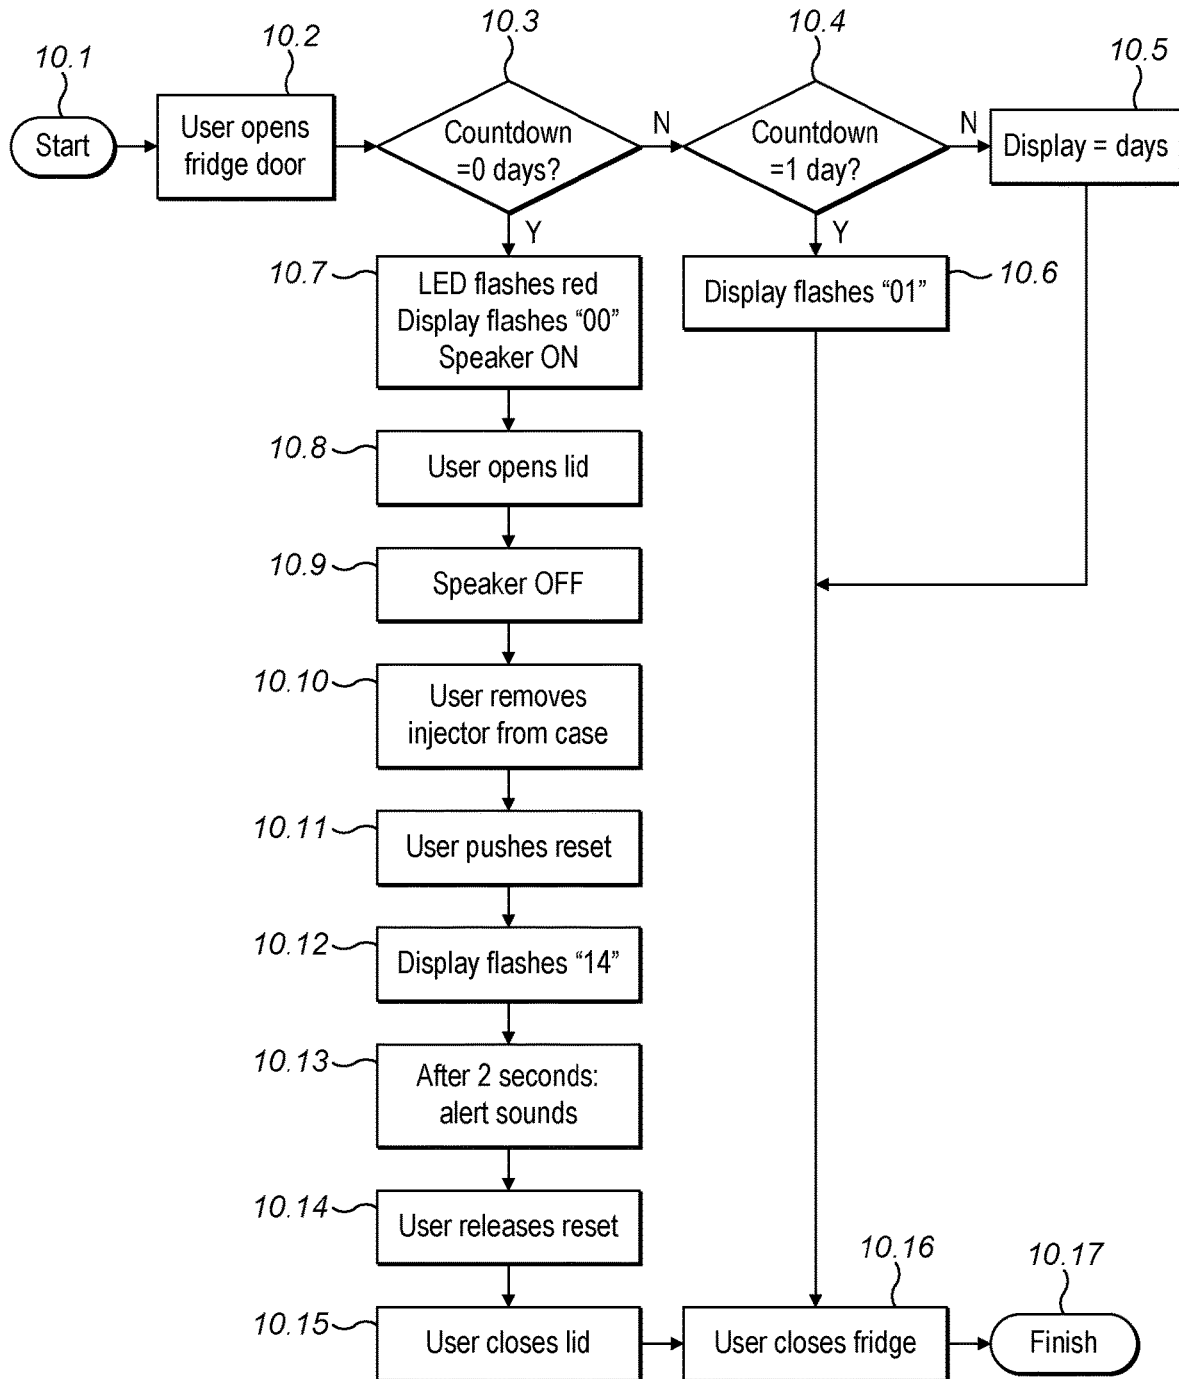 10.1
Start
10.2
User opens
fridge door
10.3
Countdown
=0 days?
N
Y
10.4
Countdown
=1 day?
N
Y
10.5
Display = days
10.6
Display flashes “01”
10.7
LED flashes red
Display flashes “00”
Speaker ON
10.8
User opens lid
10.9
Speaker OFF
10.10
User removes
injector from case
10.11
User pushes reset
10.12
Display flashes “14”
10.13
After 2 seconds:
alert sounds
10.14
User releases reset
10.15
User closes lid
10.16
User closes fridge
10.17
Finish